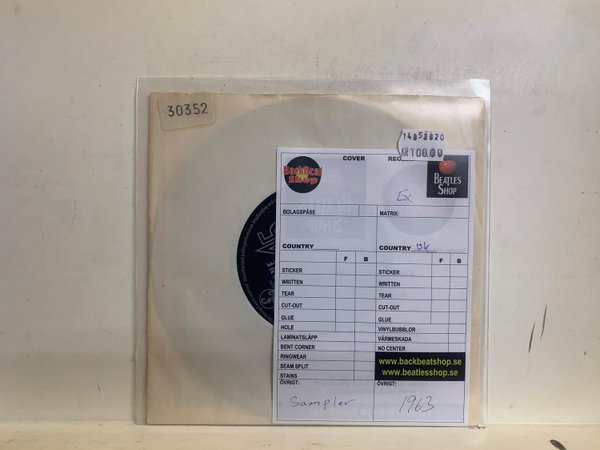 30352
KR100.00
COVER RECORD
BackBeat Shop
BEATLES SHOP
Ex
BOLAGSPÅSE MATRIX:
COUNTRY COUNTRY UK
F B F B
STICKER STICKER
WRITTEN WRITTEN
TEAR TEAR
CUT-OUT CUT-OUT
GLUE GLUE
HOLE VINYLBUBBLOR
LAMINATSLÄPP VÄRMESKADA
BENT CORNER NO CENTER
RINGWEAR
SEAM SPLIT
STAINS
www.backbeatshop.se
www.beatlesshop.se
ÖVRIGT: ÖVRIGT:
Sampler 1963